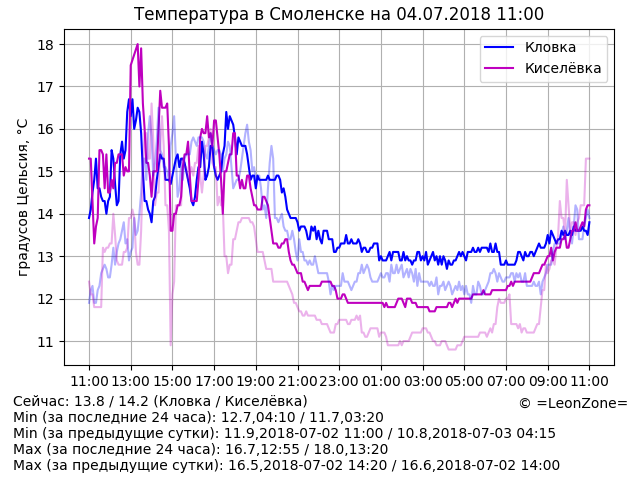 Температура в Смоленске на 04.07.2018 11:00
градусов Цельсия, °C
18
17
16
15
14
13
12
11
Кловка
Киселёвка
11:00 13:00 15:00 17:00 19:00 21:00 23:00 01:00 03:00 05:00 07:00 09:00 11:00
Сейчас: 13.8 / 14.2 (Кловка / Киселёвка)
© =LeonZone=
Min (за последние 24 часа): 12.7,04:10 / 11.7,03:20
Min (за предыдущие сутки): 11.9,2018-07-02 11:00 / 10.8,2018-07-03 04:15
Max (за последние 24 часа): 16.7,12:55 / 18.0,13:20
Max (за предыдущие сутки): 16.5,2018-07-02 14:20 / 16.6,2018-07-02 14:00